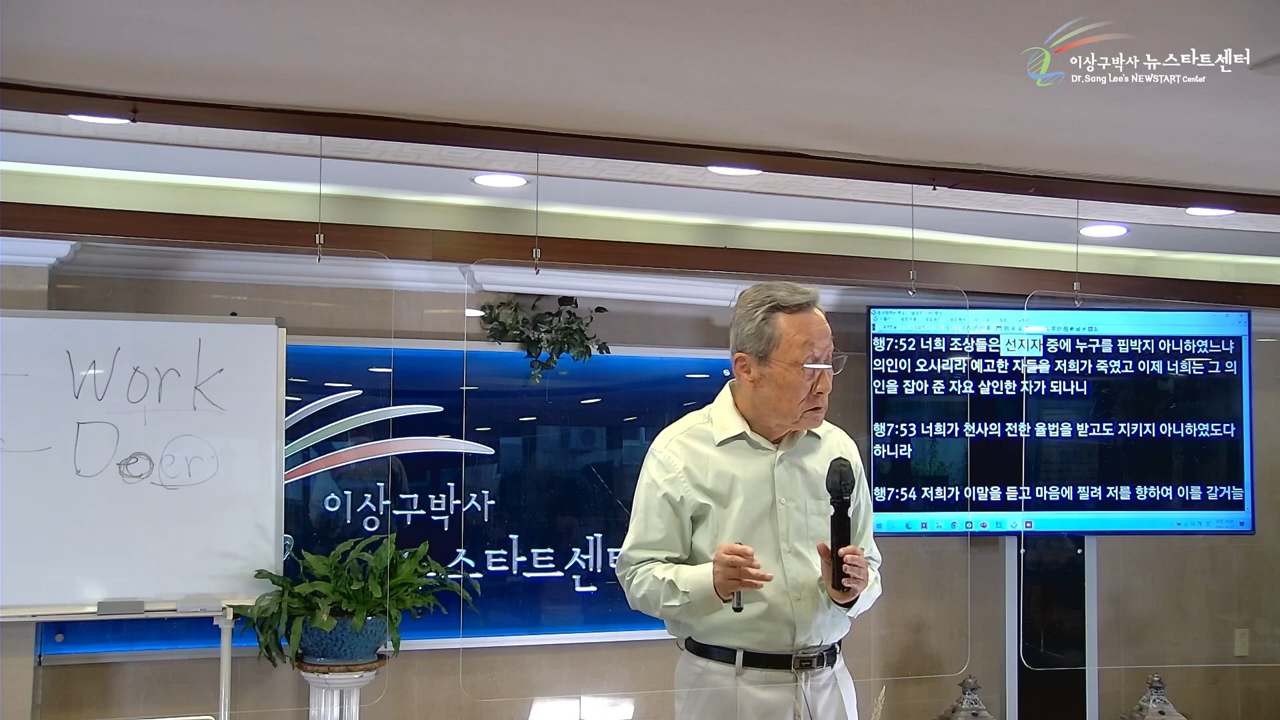 이상구박사 뉴스타트센터
Dr. Sang Lee's NEWSTART Center
Work
Doer
이상구박사
스타트센터
행7:52 너희 조상들은 선지자 중에 누구를 핍박지 아니하였느냐
의인이 오시리라 예고한 자들을 저희가 죽였고 이제 너희는 그 의
인을 잡아 준 자요 살인한 자가 되나니
행7:53 너희가 천사의 전한 율법을 받고도 지키지 아니하였도다
하니라
행7:54 저희가 이말을 듣고 마음에 찔려 저를 향하여 이를 갈거늘